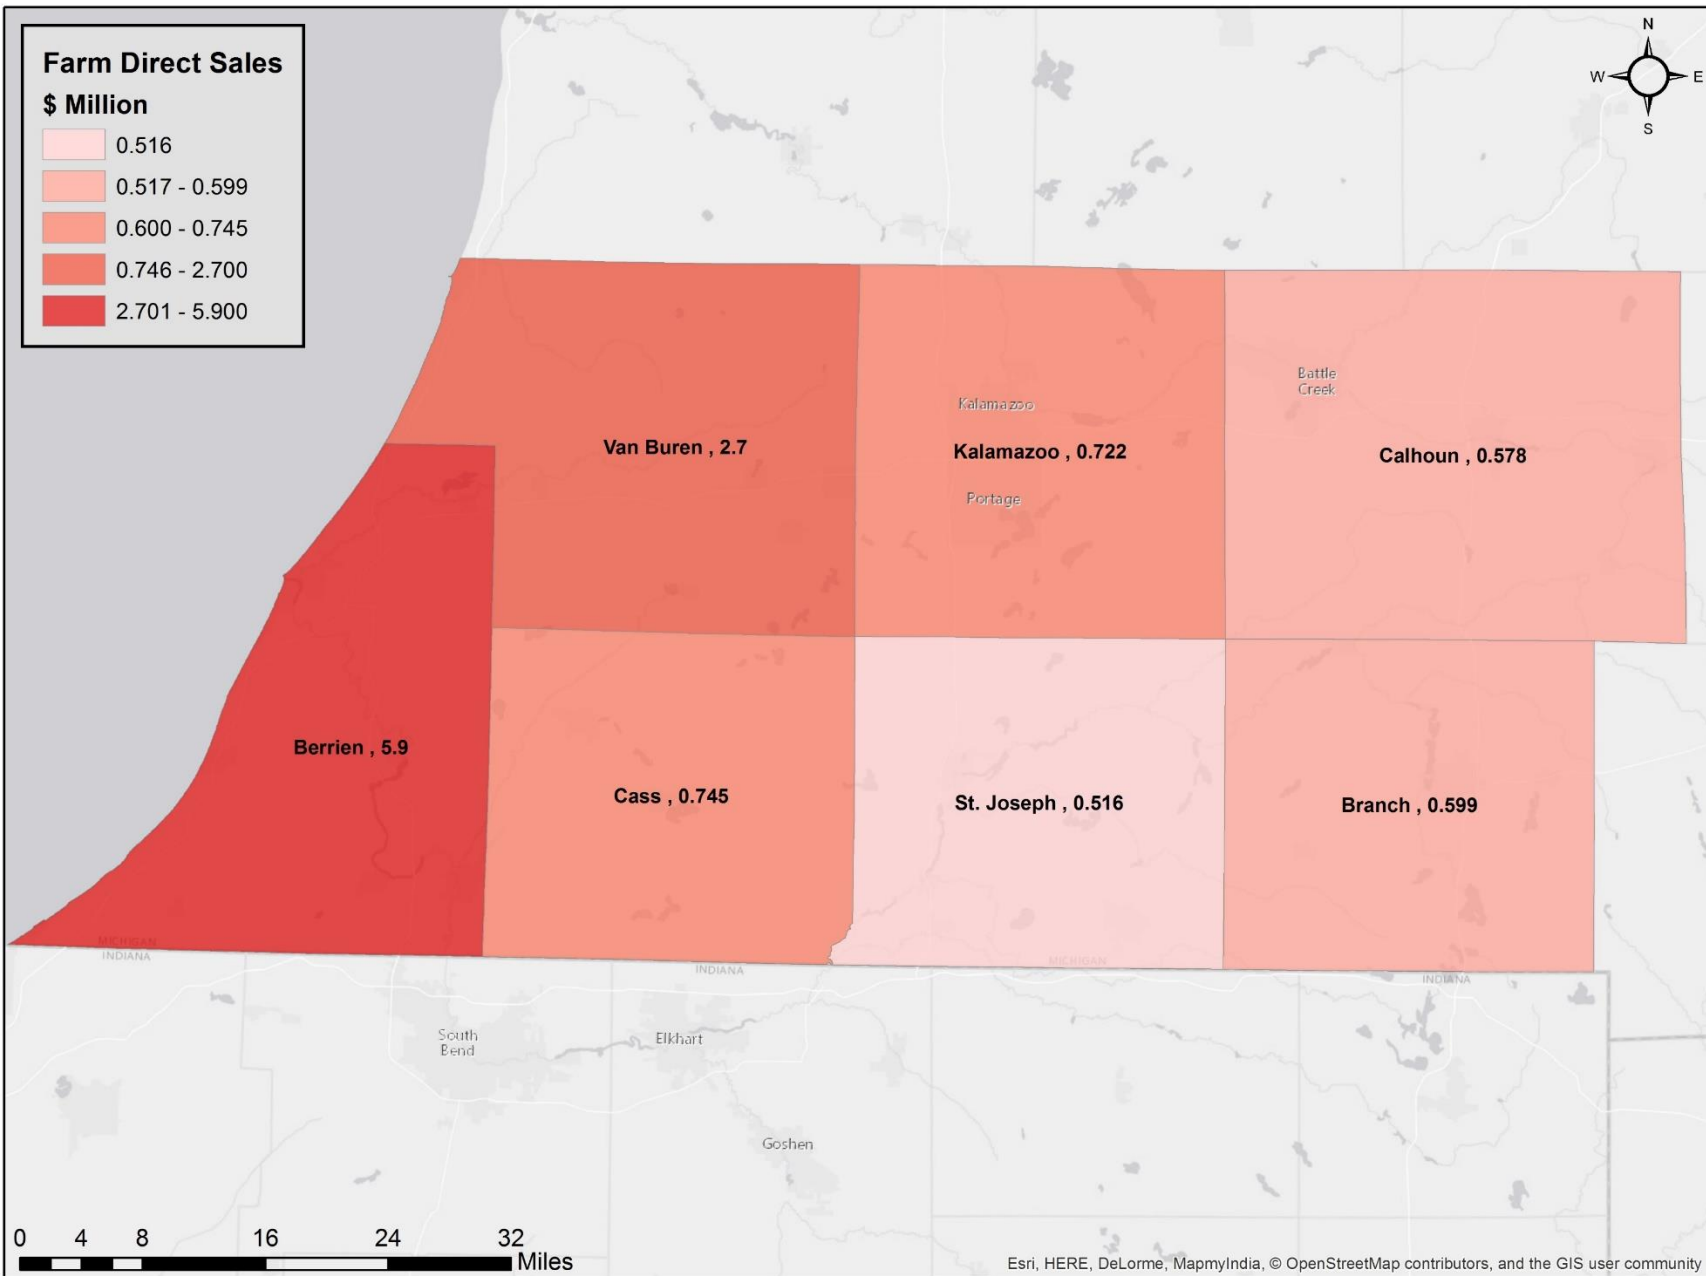 Farm Direct Sales
$ Million
0.516
0.517 - 0.599
0.600 - 0.745
0.746 - 2.700
2.701 - 5.900
N
W
E
S
Battle
Creek
Kalamazoo
Van Buren , 2.7
Kalamazoo , 0.722
Calhoun , 0.578
Portage
Berrien , 5.9
Cass , 0.745
St. Joseph , 0.516
Branch , 0.599
MICHIGAN
INDIANA
INDIANA
MICHIGAN
INDIANA
South
Bend
Elkhart
Goshen
0 4 8 16 24 32
Miles
Esri, HERE, DeLorme, MapmyIndia, © OpenStreetMap contributors, and the GIS user community